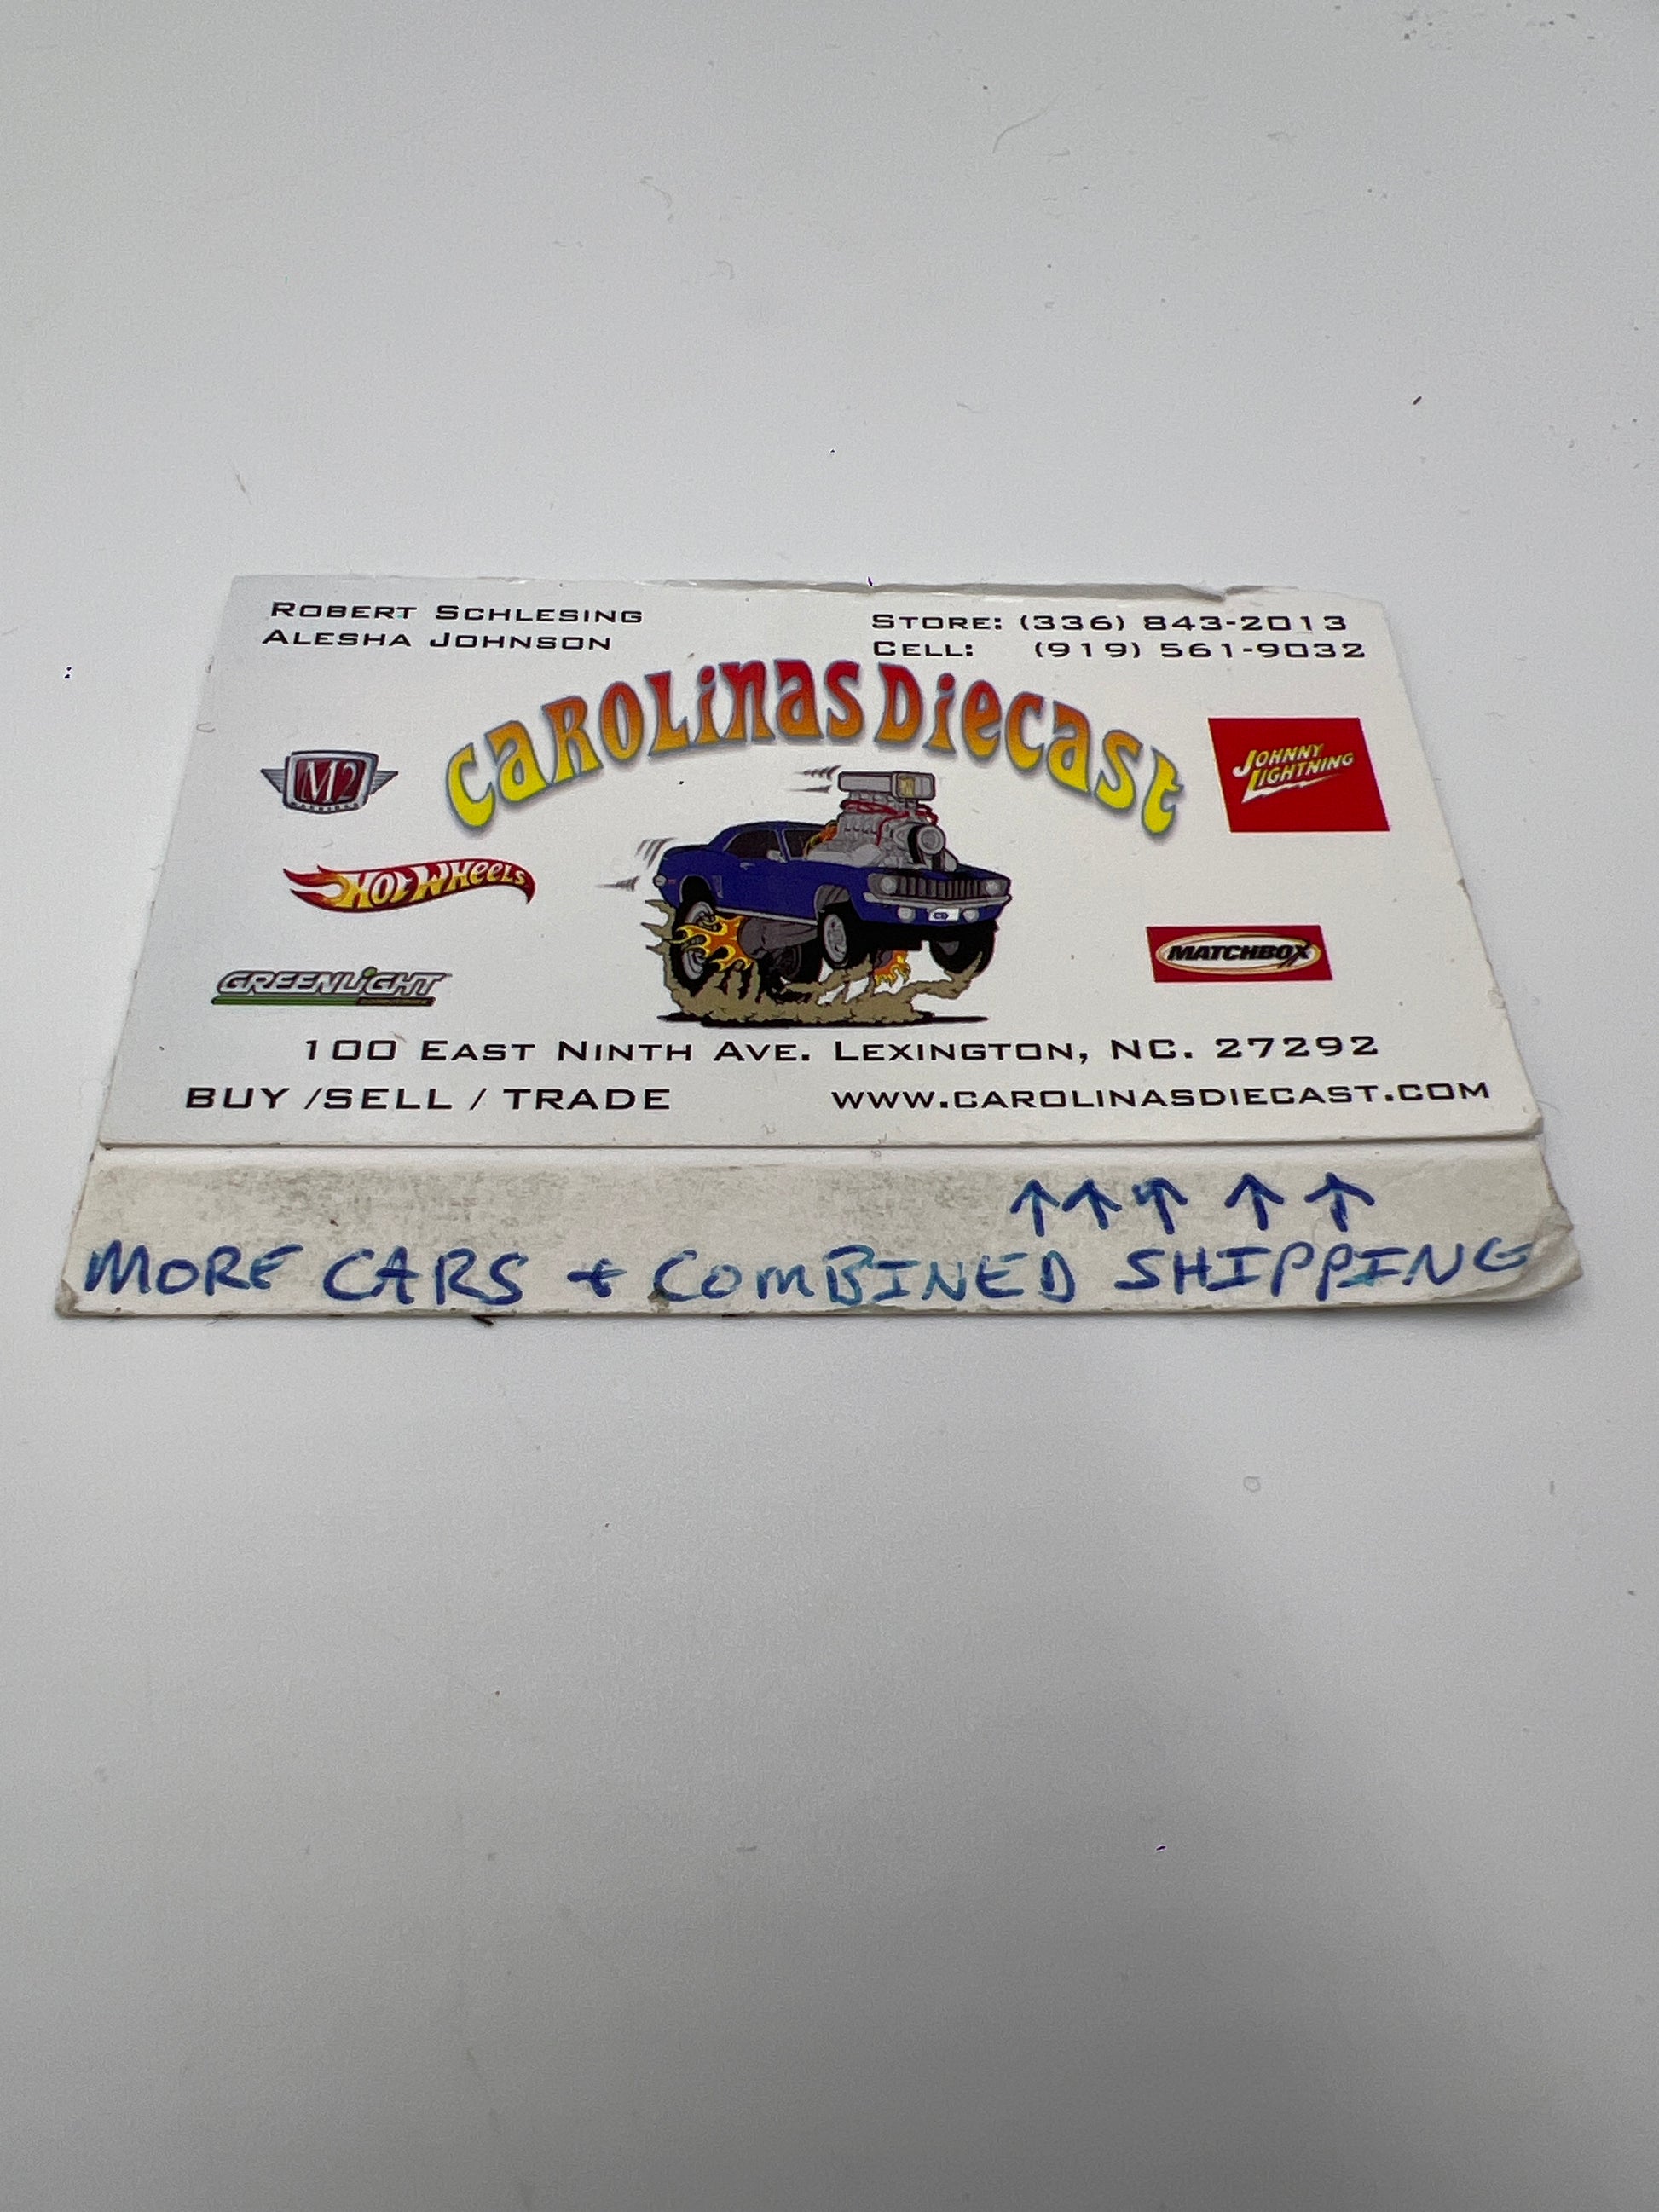 ROBERT SCHLESING
ALESHA JOHNSON
STORE: (336) 843-2013
CELL: (919) 561-9032
CAROLINAS DIECAST
M2
JOHNNY
LIGHTNING
HOT WHEELS
MATCHBOX
GREENLIGHT
100 EAST NINTH AVE. LEXINGTON, NC. 27292
BUY /SELL / TRADE
WWW.CAROLINASDIECAST.COM
↑↑↑ ↑ ↑
MORE CARS + COMBINED SHIPPING